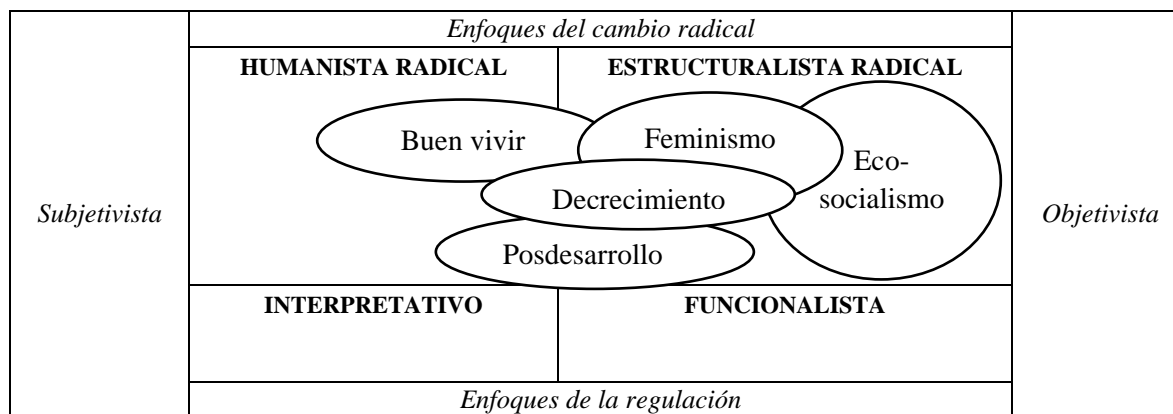 Enfoques del cambio radical
HUMANISTA RADICAL
ESTRUCTURALISTA RADICAL
Buen vivir
Feminismo
Eco-
socialismo
Decrecimiento
Subjetivista
Objetivista
Posdesarrollo
INTERPRETATIVO
FUNCIONALISTA
Enfoques de la regulación